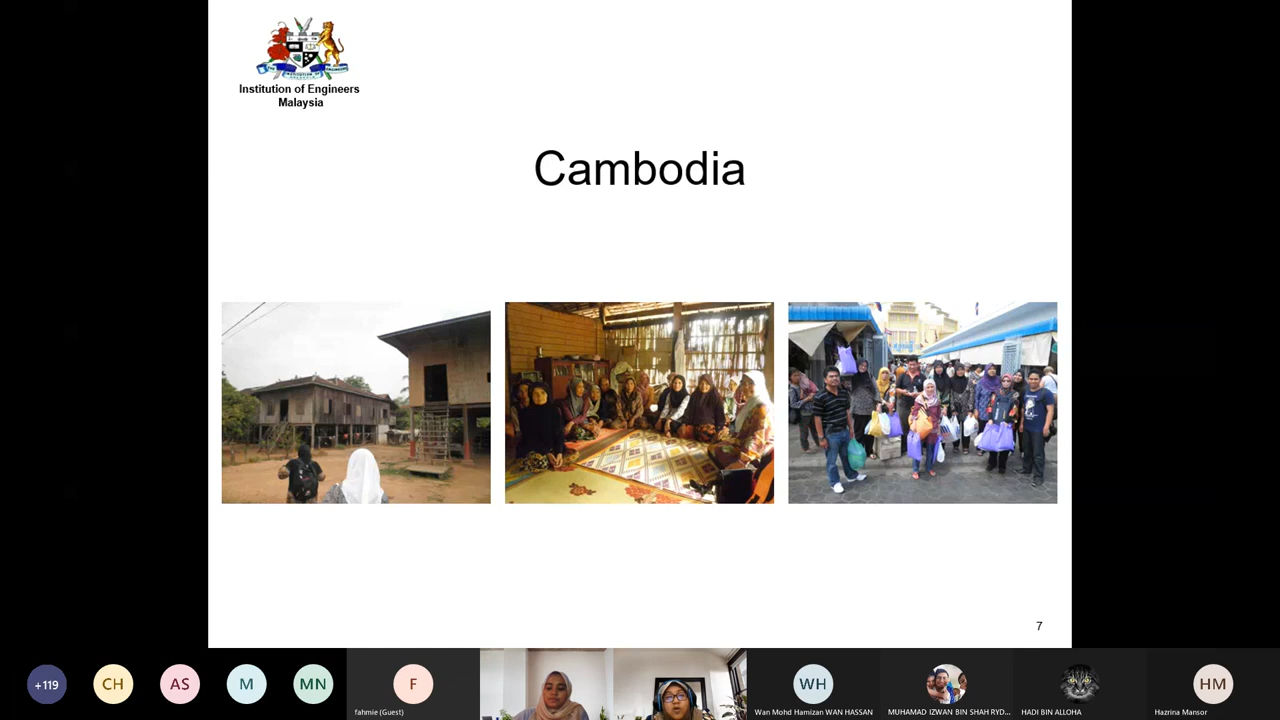 Institution of Engineers
Malaysia
Cambodia
7
+119
CH
AS
M
MN
F
fahmie (Guest)
WH
Wan Mohd Hamizan WAN HASSAN
MUHAMAD IZWAN BIN SHAH RYD...
HADI BIN ALLOHA
HM
Hazrina Mansor